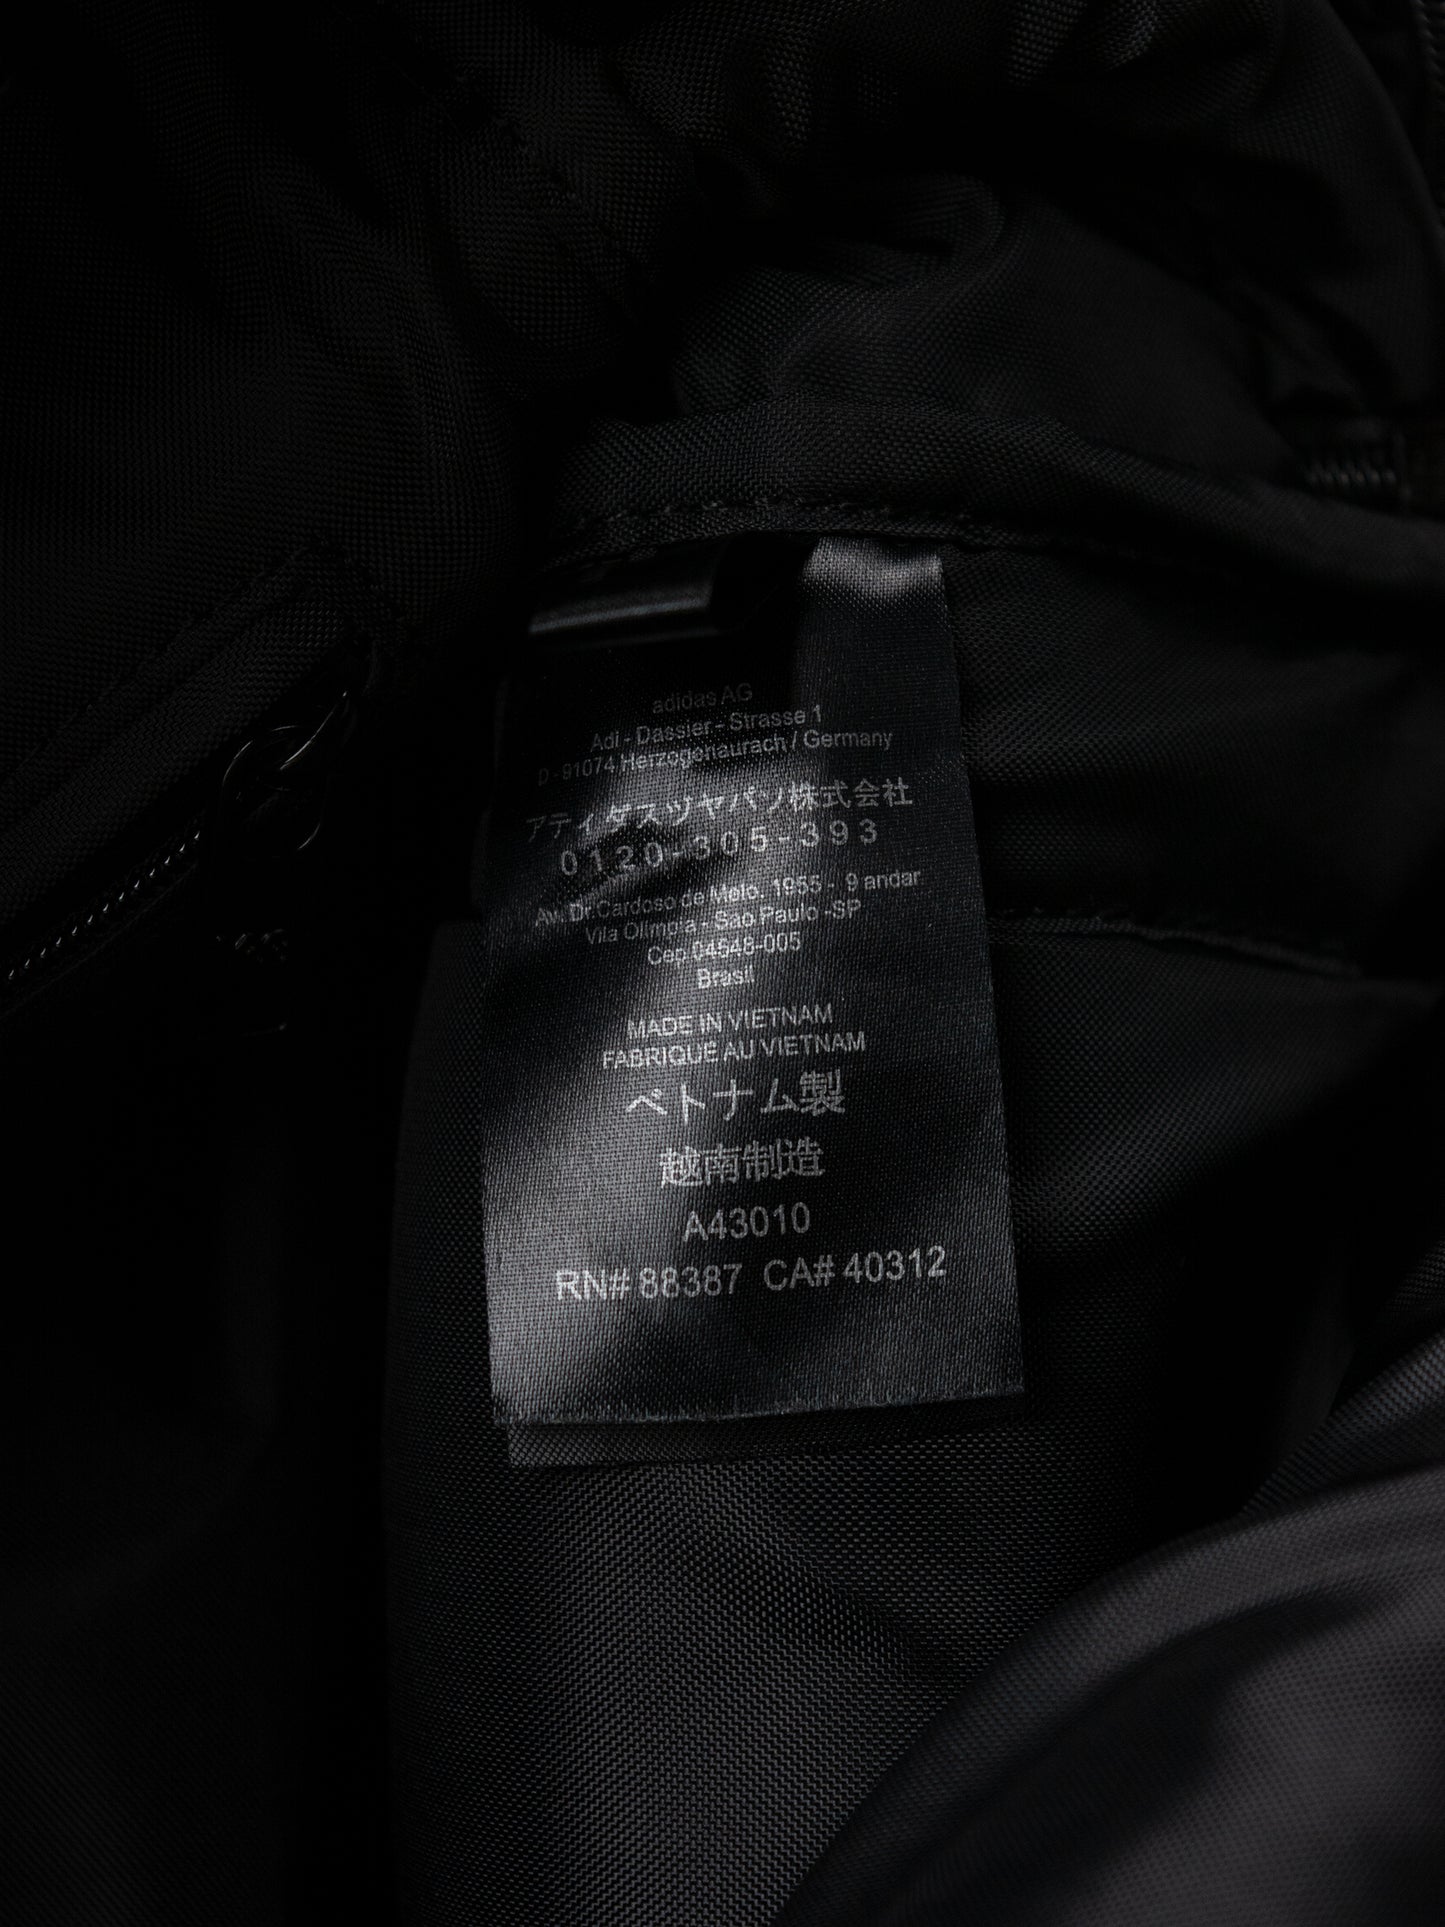 adidas AG
Adi - Dassler - Strasse 1
D - 91074 Herzogenaurach / Germany
アディダスジャパン株式会社
0120-305-393
Av. Dr.Cardoso de Melo, 1955 - 9 andar
Vila Olimpia - Sao Paulo -SP
Cep 04548-005
Brasil
MADE IN VIETNAM
FABRIQUE AU VIETNAM
ベトナム製
越南制造
A43010
RN# 88387 CA# 40312